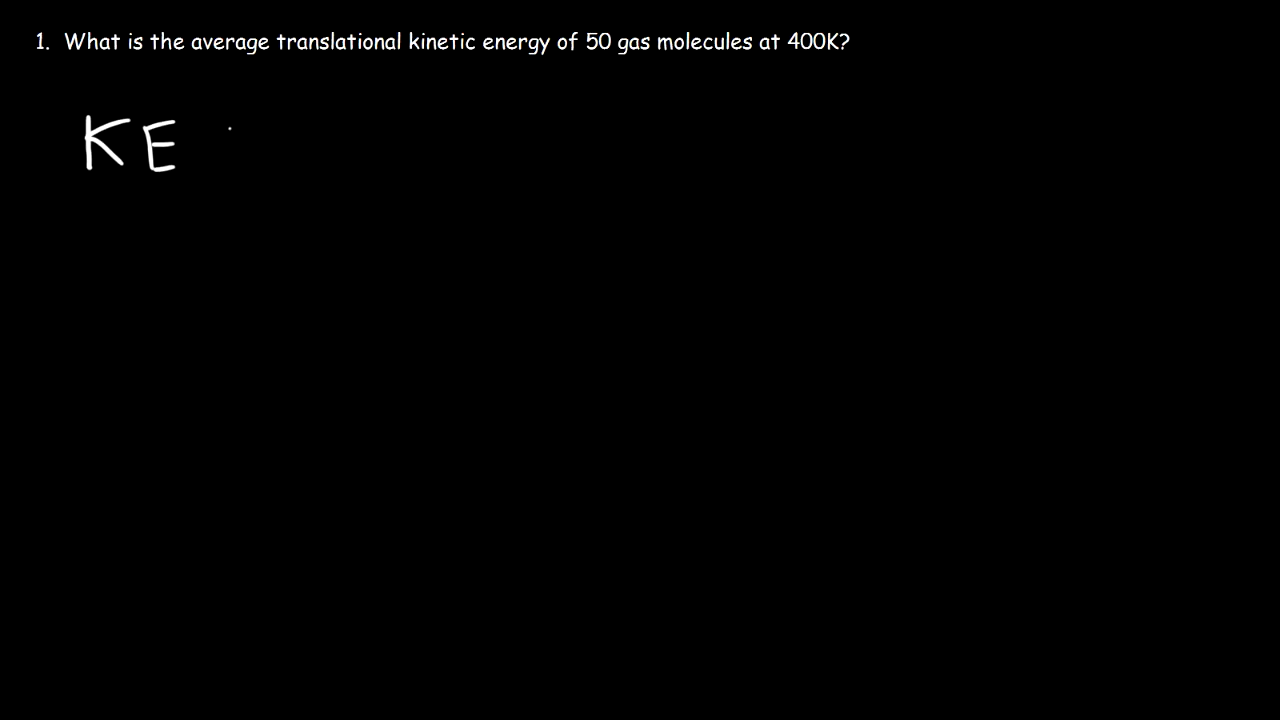 1. What is the average translational kinetic energy of 50 gas molecules at 400K?
KE